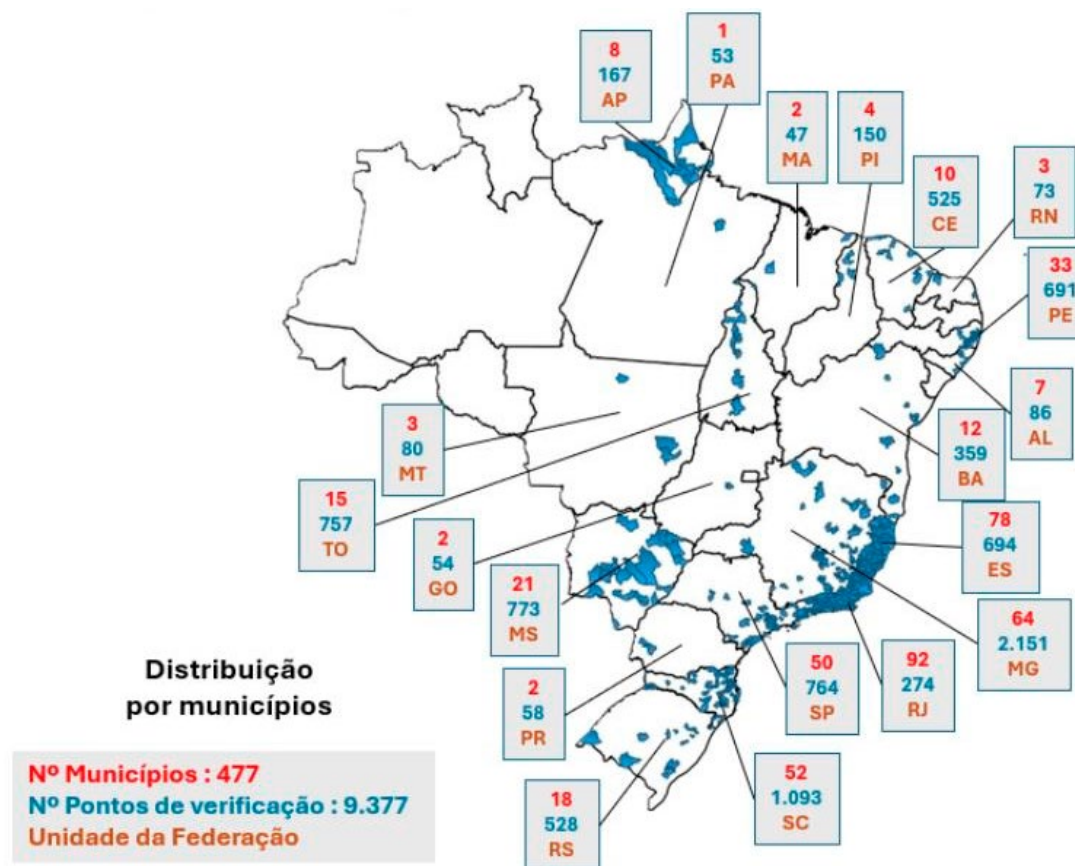 8
167
AP
1
53
PA
2
47
MA
4
150
PI
10
525
CE
3
73
RN
33
691
PE
7
86
AL
12
359
BA
3
80
MT
15
757
TO
2
54
GO
21
773
MS
78
694
ES
64
2.151
MG
92
274
RJ
50
764
SP
2
58
PR
52
1.093
SC
18
528
RS
Distribuição
por municípios
Nº Municípios : 477
Nº Pontos de verificação : 9.377
Unidade da Federação